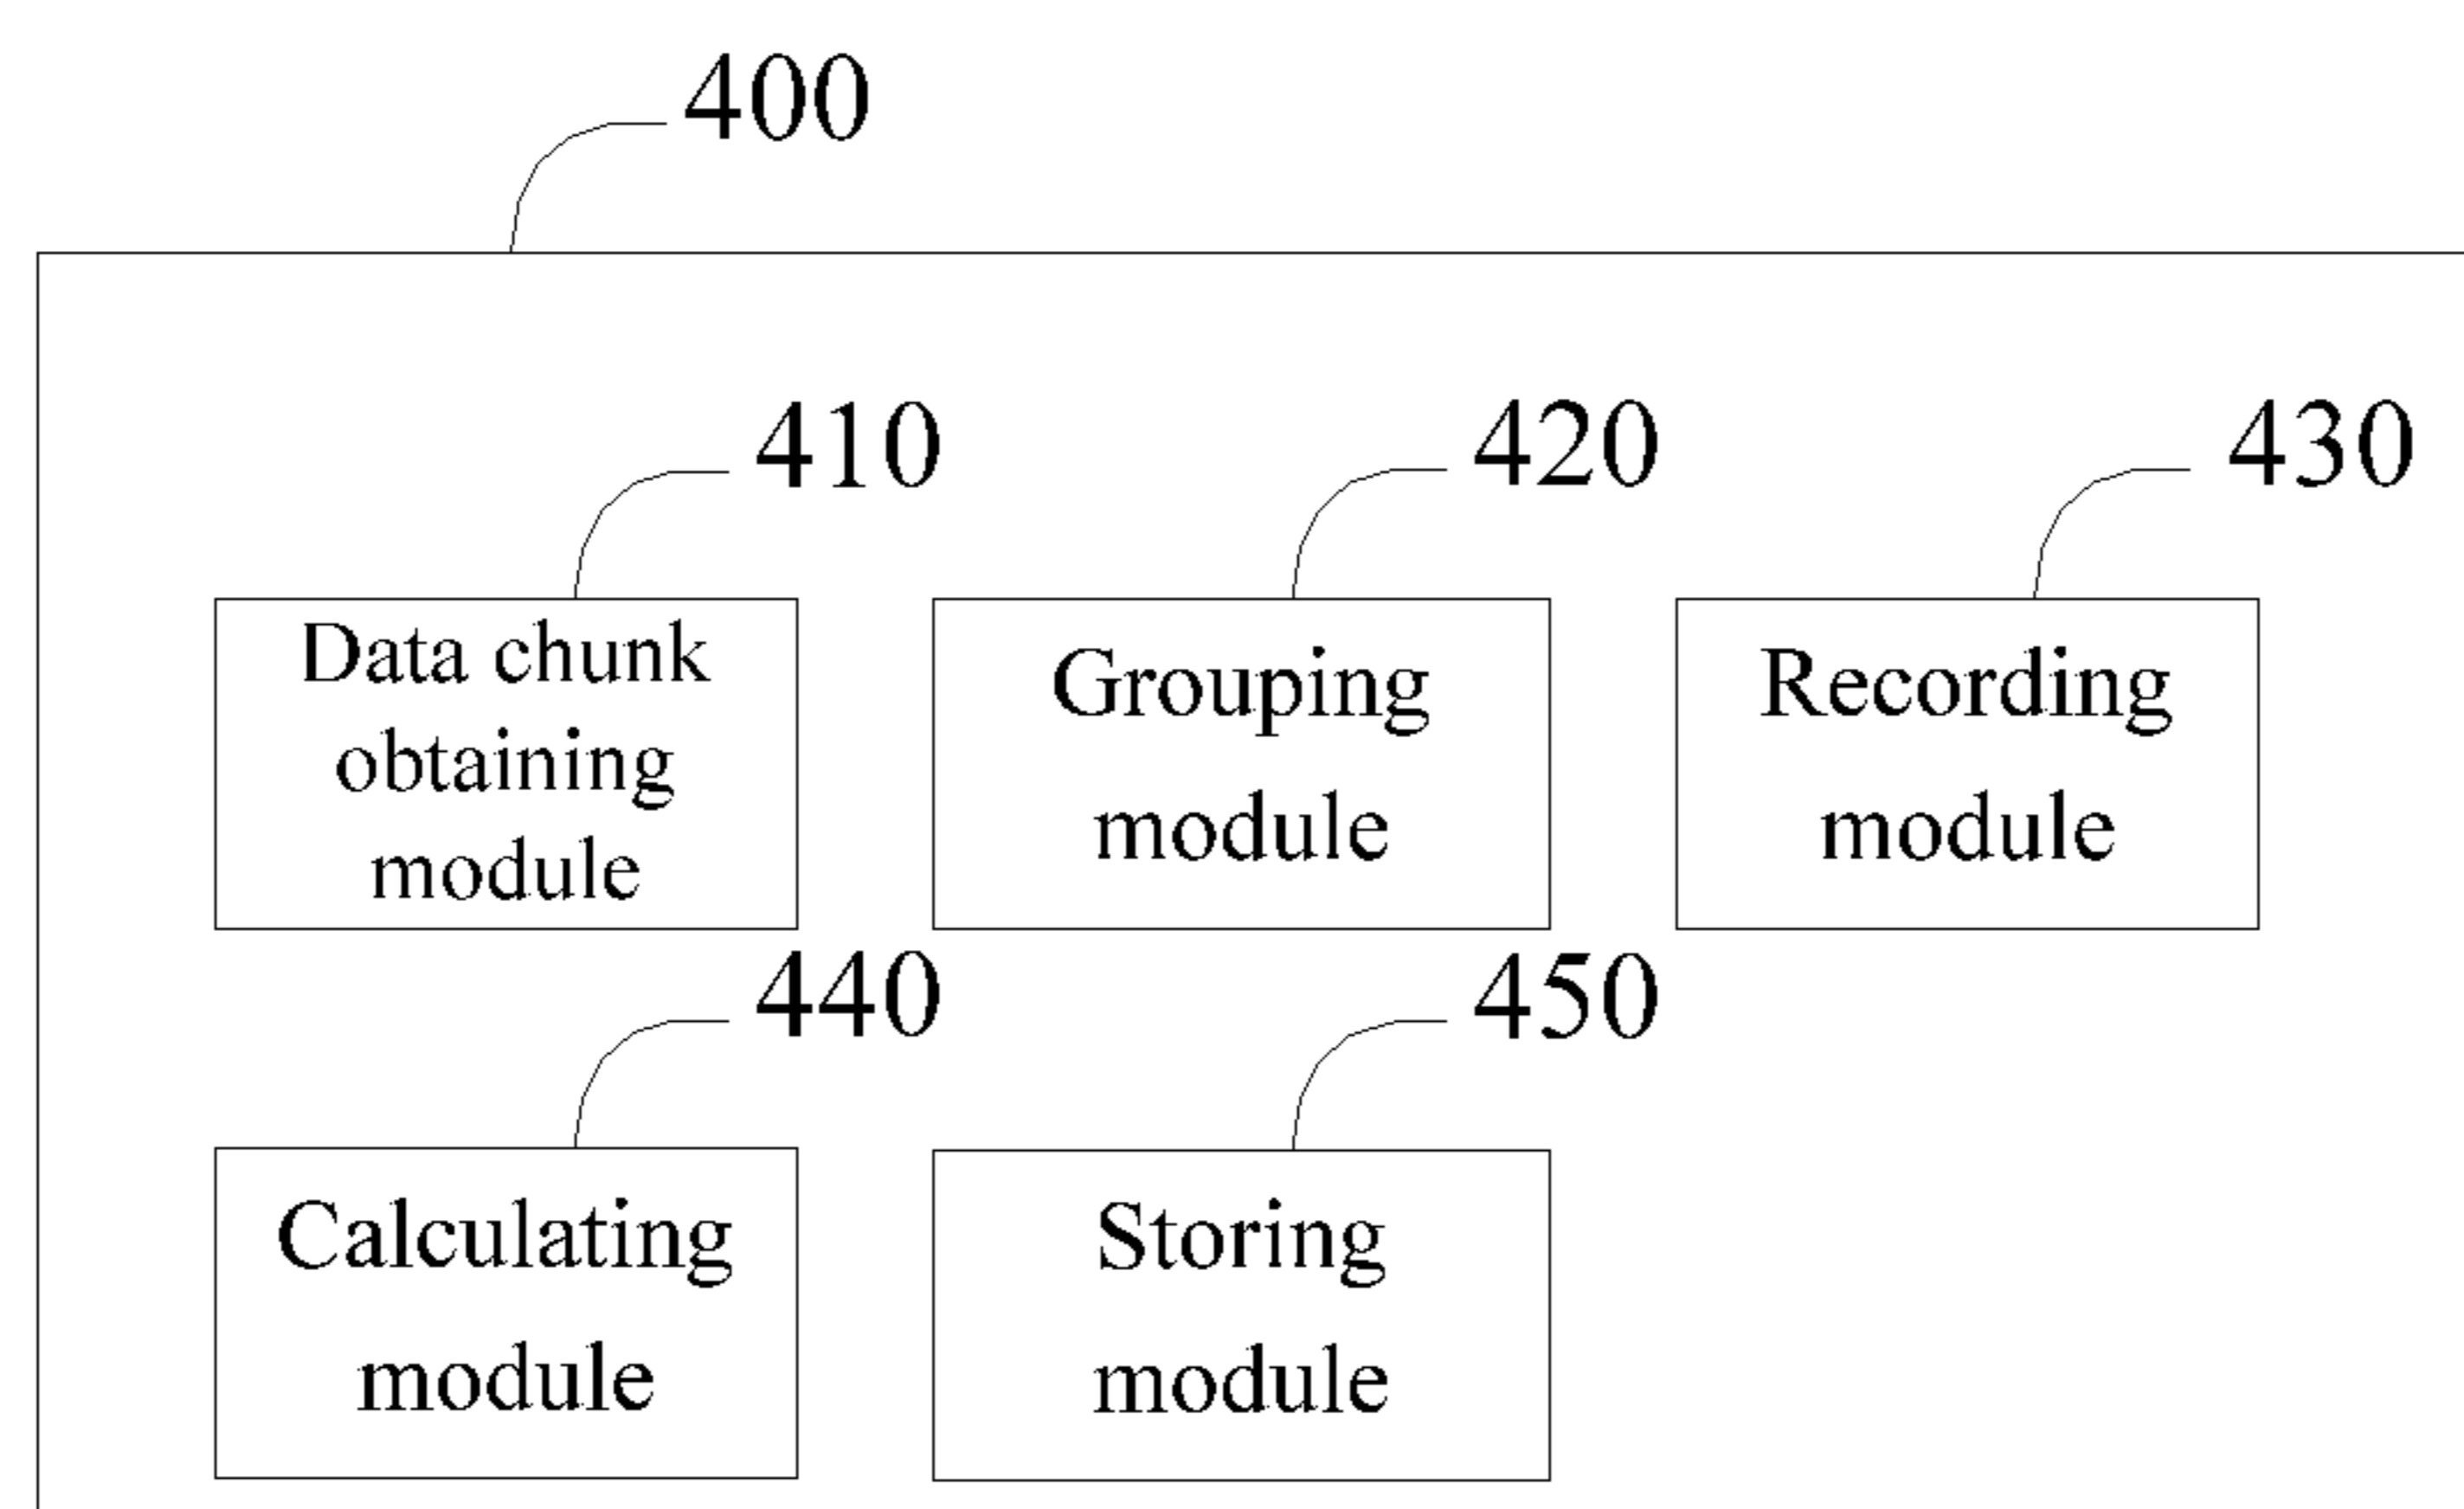 400
410
420
430
Data chunk
obtaining
module
Grouping
module
Recording
module
440
450
Calculating
module
Storing
module